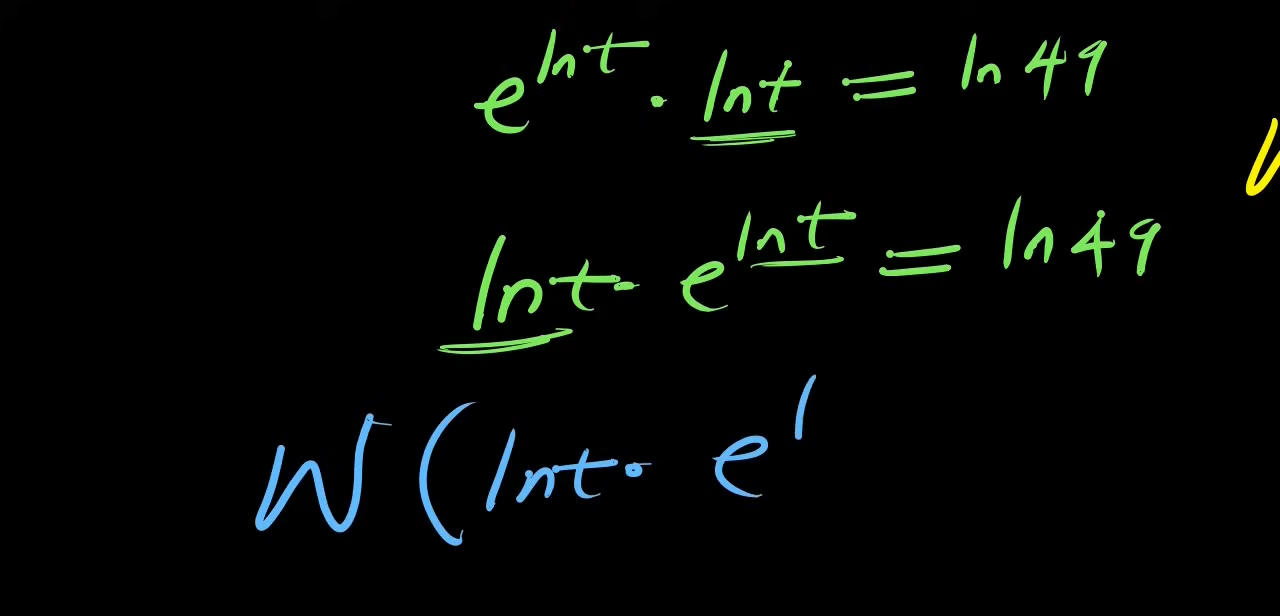 e^{ln t} · ln t = ln 49
ln t · e^{ln t} = ln 49
W ( ln t · e